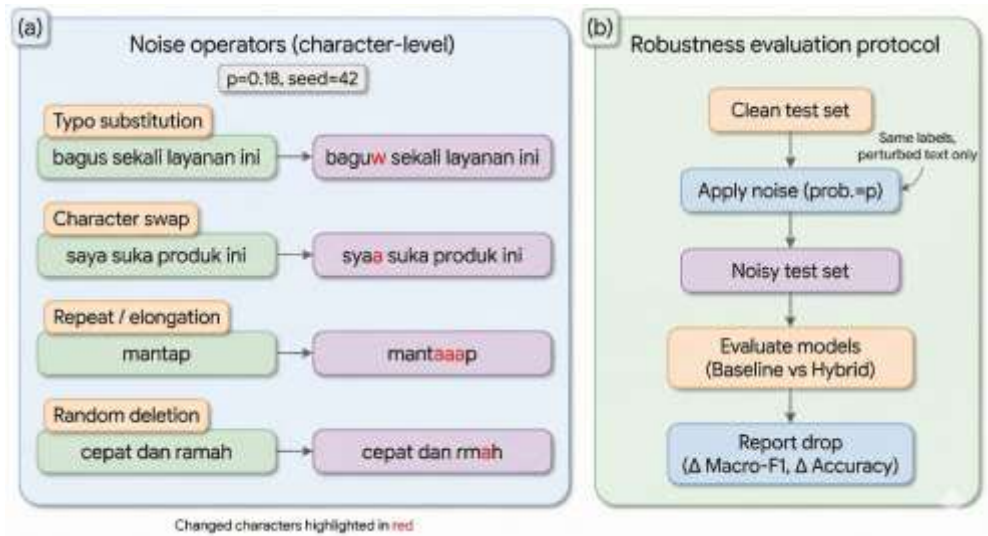 (a)
Noise operators (character-level)
p=0.18, seed=42
Typo substitution
bagus sekali layanan ini
baguw sekali layanan ini
Character swap
saya suka produk ini
syaa suka produk ini
Repeat / elongation
mantap
mantaaap
Random deletion
cepat dan ramah
cepat dan rmah
Changed characters highlighted in red
(b)
Robustness evaluation protocol
Clean test set
Same labels,
perturbed text only
Apply noise (prob.=p)
Noisy test set
Evaluate models
(Baseline vs Hybrid)
Report drop
(Δ Macro-F1, Δ Accuracy)